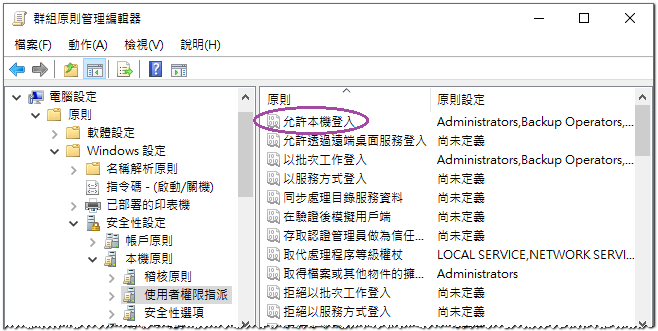 群組原則管理編輯器
檔案(F) 動作(A) 檢視(V) 說明(H)
電腦設定
原則
軟體設定
Windows 設定
名稱解析原則
指令碼 - (啟動/關機)
已部署的印表機
安全性設定
帳戶原則
本機原則
稽核原則
使用者權限指派
安全性選項
原則 原則設定
允許本機登入 Administrators,Backup Operators,...
允許透過遠端桌面服務登入 尚未定義
以批次工作登入 Administrators,Backup Operators,...
以服務方式登入 尚未定義
同步處理目錄服務資料 尚未定義
在驗證後模擬用戶端 尚未定義
存取認證管理員做為信任... 尚未定義
取代處理程序等級權杖 LOCAL SERVICE,NETWORK SERVI...
取得檔案或其他物件的擁... Administrators
拒絕以批次工作登入 尚未定義
拒絕以服務方式登入 尚未定義